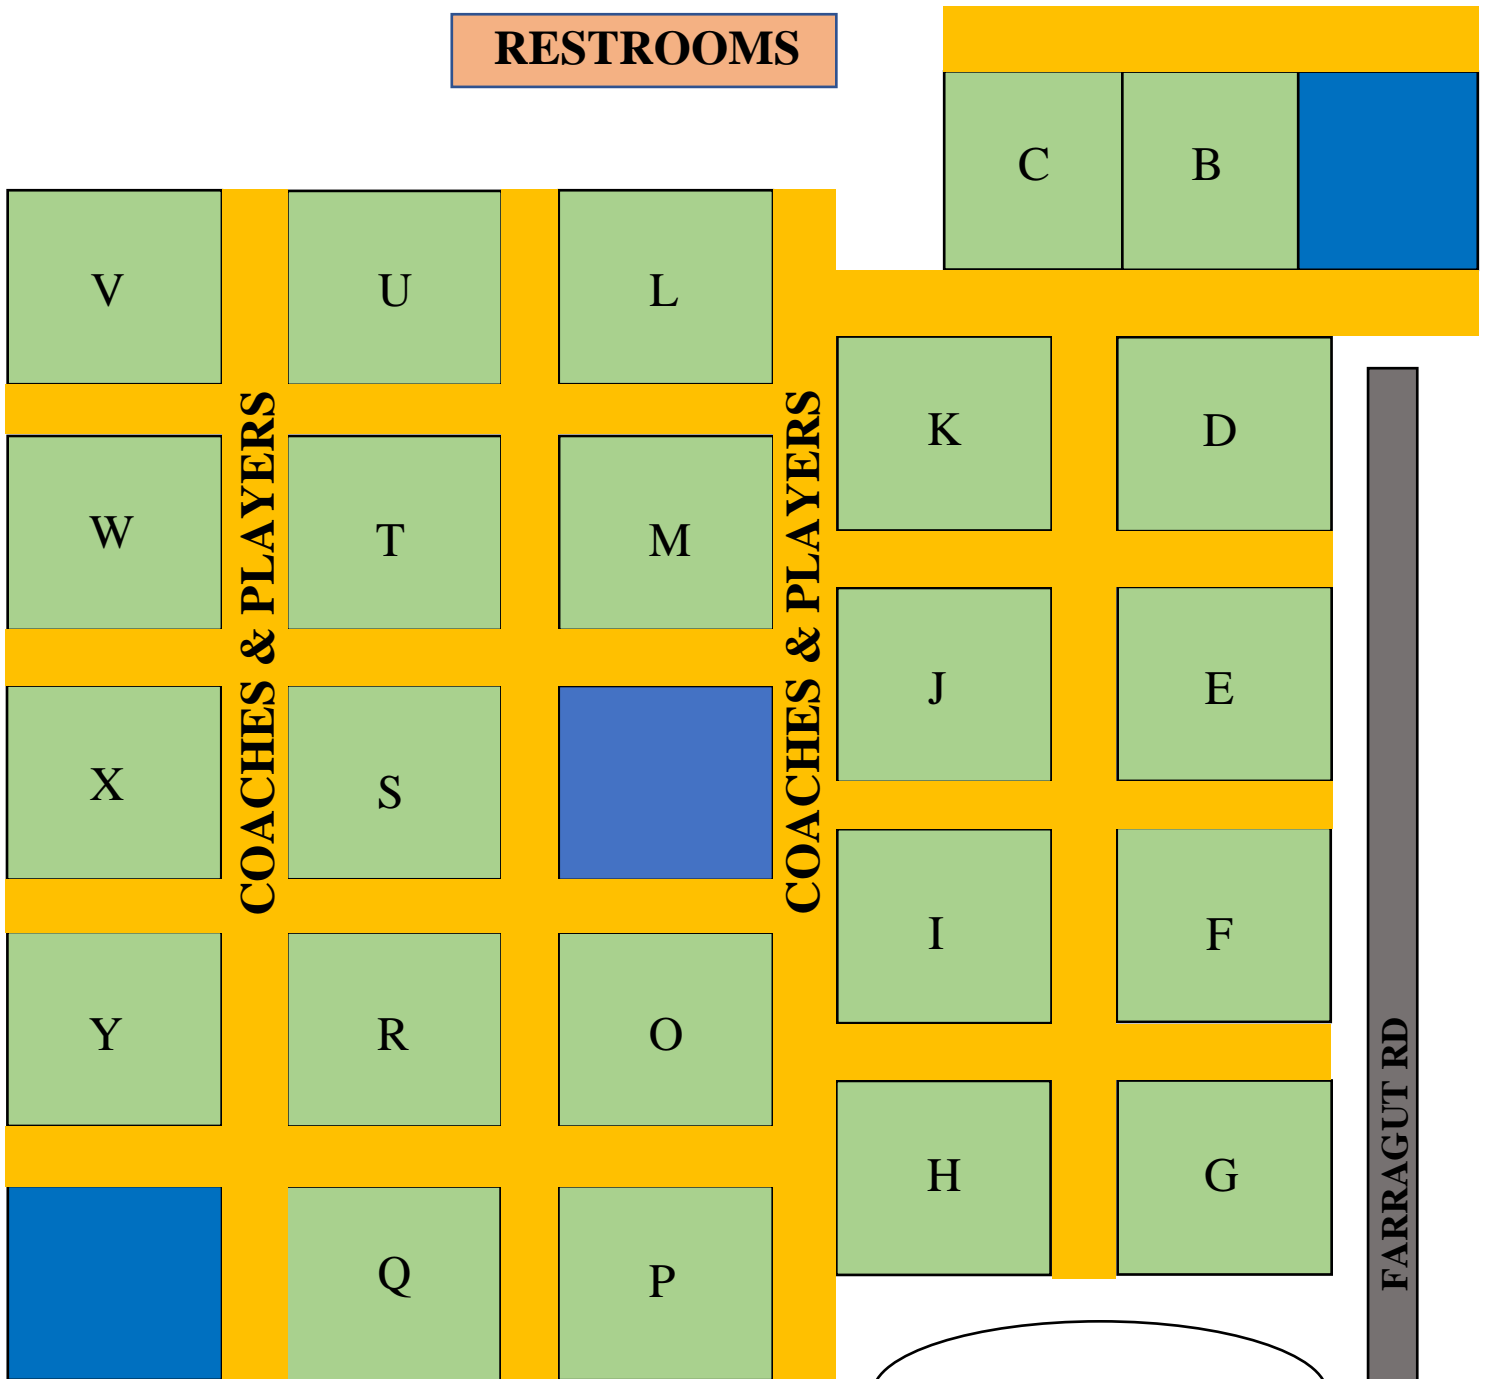 RESTROOMS
C B
V U L
K D
W T M
COACHES & PLAYERS
COACHES & PLAYERS
J E
X S
I F
Y R O
H G
FARRAGUT RD
Q P